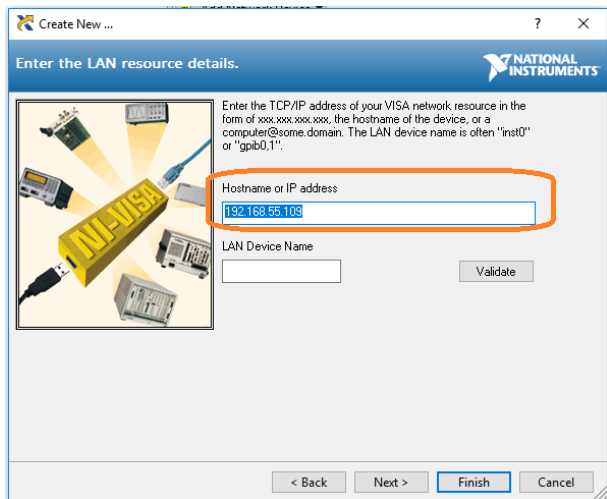 Create New ...
?
Enter the LAN resource details.
NATIONAL
INSTRUMENTS
Enter the TCP/IP address of your VISA network resource in the
form of xxx.xxx.xxx.xxx, the hostname of the device, or a
computer@some.domain. The LAN device name is often "inst0"
or "gpib0,1".
NI-VISA
Hostname or IP address
192.168.55.109
LAN Device Name
Validate
< Back
Next >
Finish
Cancel